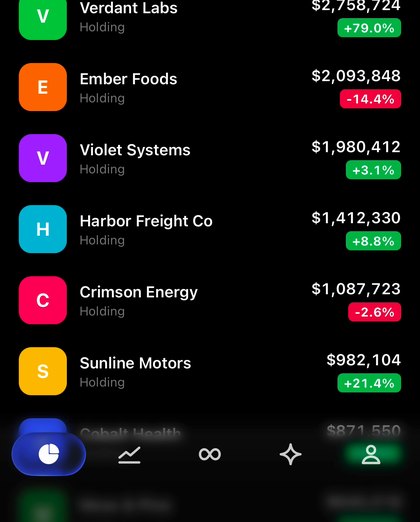 V
Verdant Labs
$2,758,724
Holding
+79.0%
E
Ember Foods
$2,093,848
Holding
-14.4%
V
Violet Systems
$1,980,412
Holding
+3.1%
H
Harbor Freight Co
$1,412,330
Holding
+8.8%
C
Crimson Energy
$1,087,723
Holding
-2.6%
S
Sunline Motors
$982,104
Holding
+21.4%
Cobalt Health
$871,550